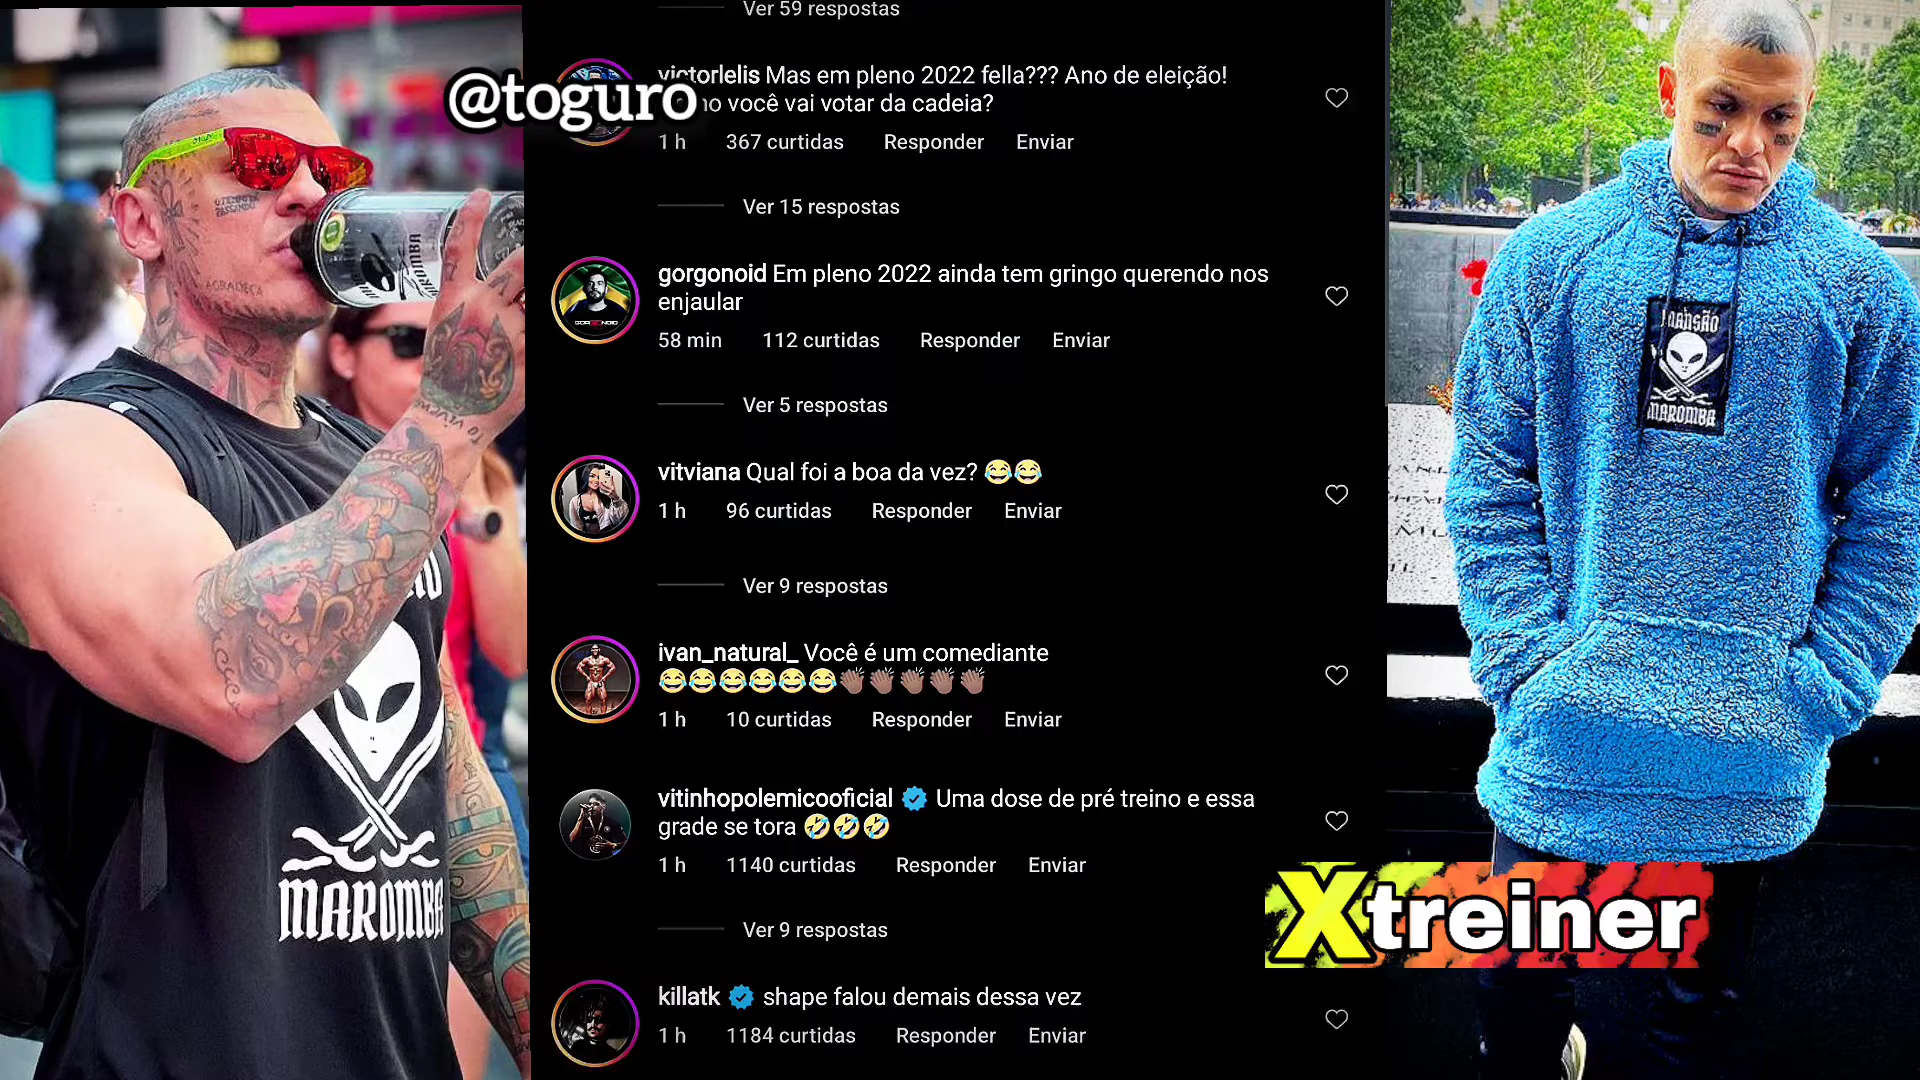 Ver 59 respostas
@toguro
victorlelis Mas em pleno 2022 fella??? Ano de eleição!
você vai votar da cadeia?
1 h 367 curtidas Responder Enviar
Ver 15 respostas
gorgonoid Em pleno 2022 ainda tem gringo querendo nos
enjaular
58 min 112 curtidas Responder Enviar
Ver 5 respostas
vitviana Qual foi a boa da vez? 😂😂
1 h 96 curtidas Responder Enviar
Ver 9 respostas
ivan_natural_ Você é um comediante
😂😂😂😂😂😂👏🏽👏🏽👏🏽👏🏽👏🏽
1 h 10 curtidas Responder Enviar
vitinhopolemicooficial Uma dose de pré treino e essa
grade se tora 🤣🤣🤣
1 h 1140 curtidas Responder Enviar
Ver 9 respostas
killatk shape falou demais dessa vez
1 h 1184 curtidas Responder Enviar
AGRADEÇA
MAROMBA
MAROMBA
MANSÃO
MAROMBA
Xtreiner